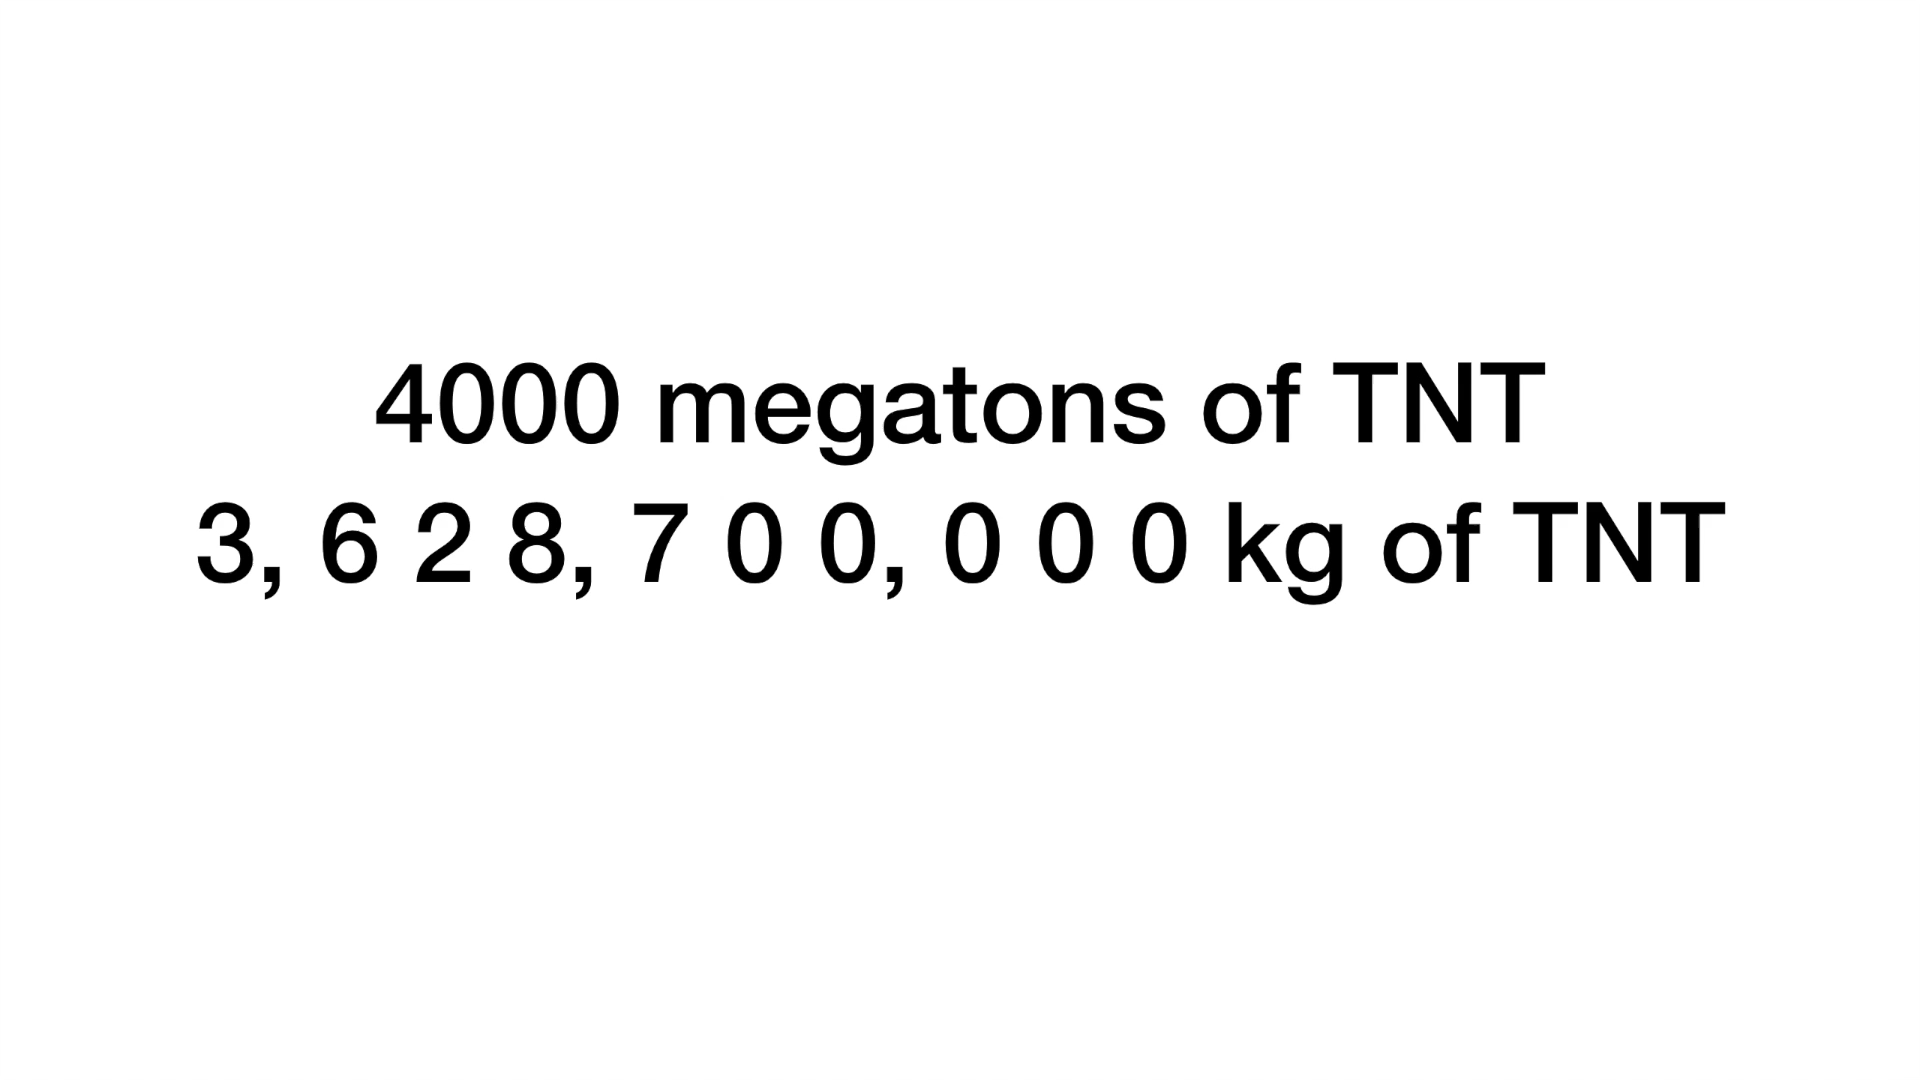 4000 megatons of TNT
3, 6 2 8, 7 0 0, 0 0 0 kg of TNT